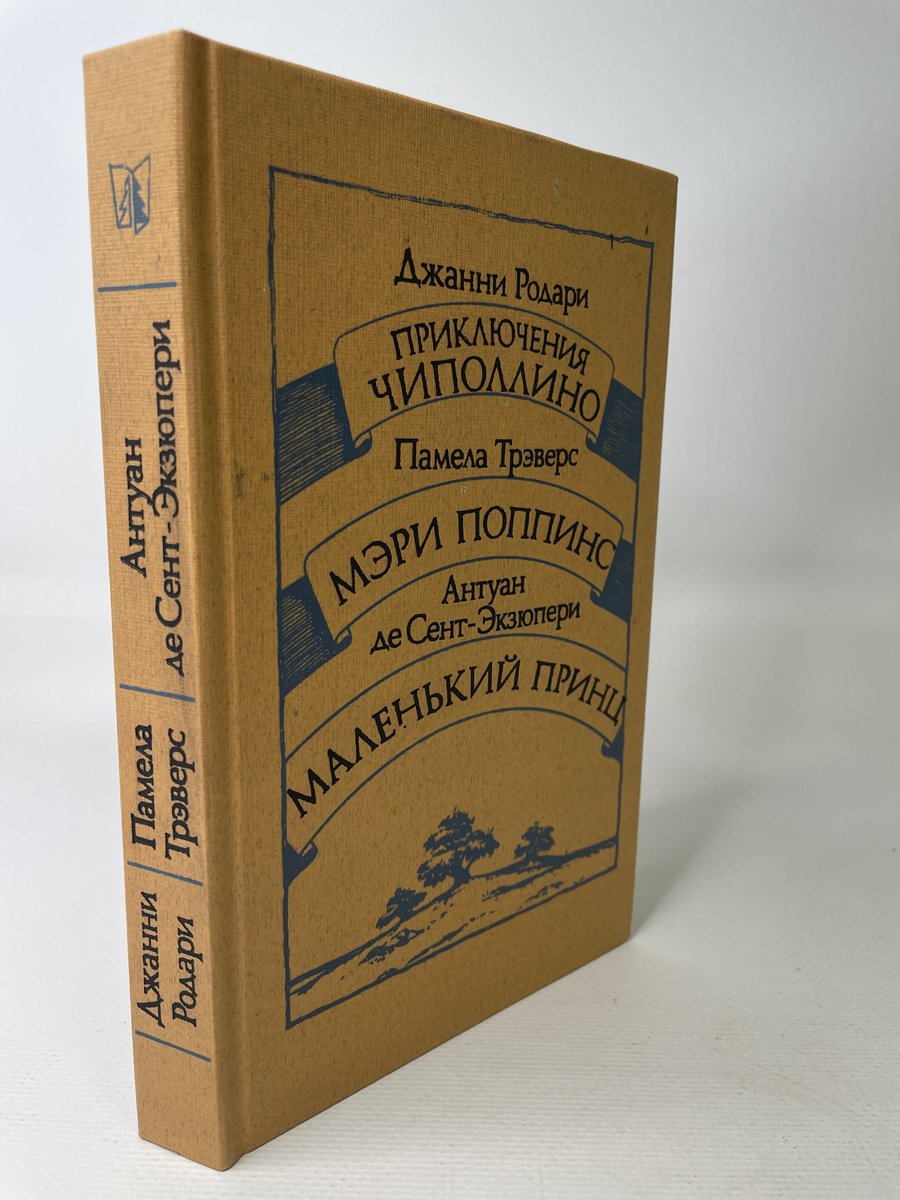 Джанни Родари
ПРИКЛЮЧЕНИЯ
ЧИПОЛЛИНО
Памела Трэверс
МЭРИ ПОППИНС
Антуан
де Сент-Экзюпери
МАЛЕНЬКИЙ ПРИНЦ
Джанни
Родари
Памела
Трэверс
Антуан
де Сент-Экзюпери